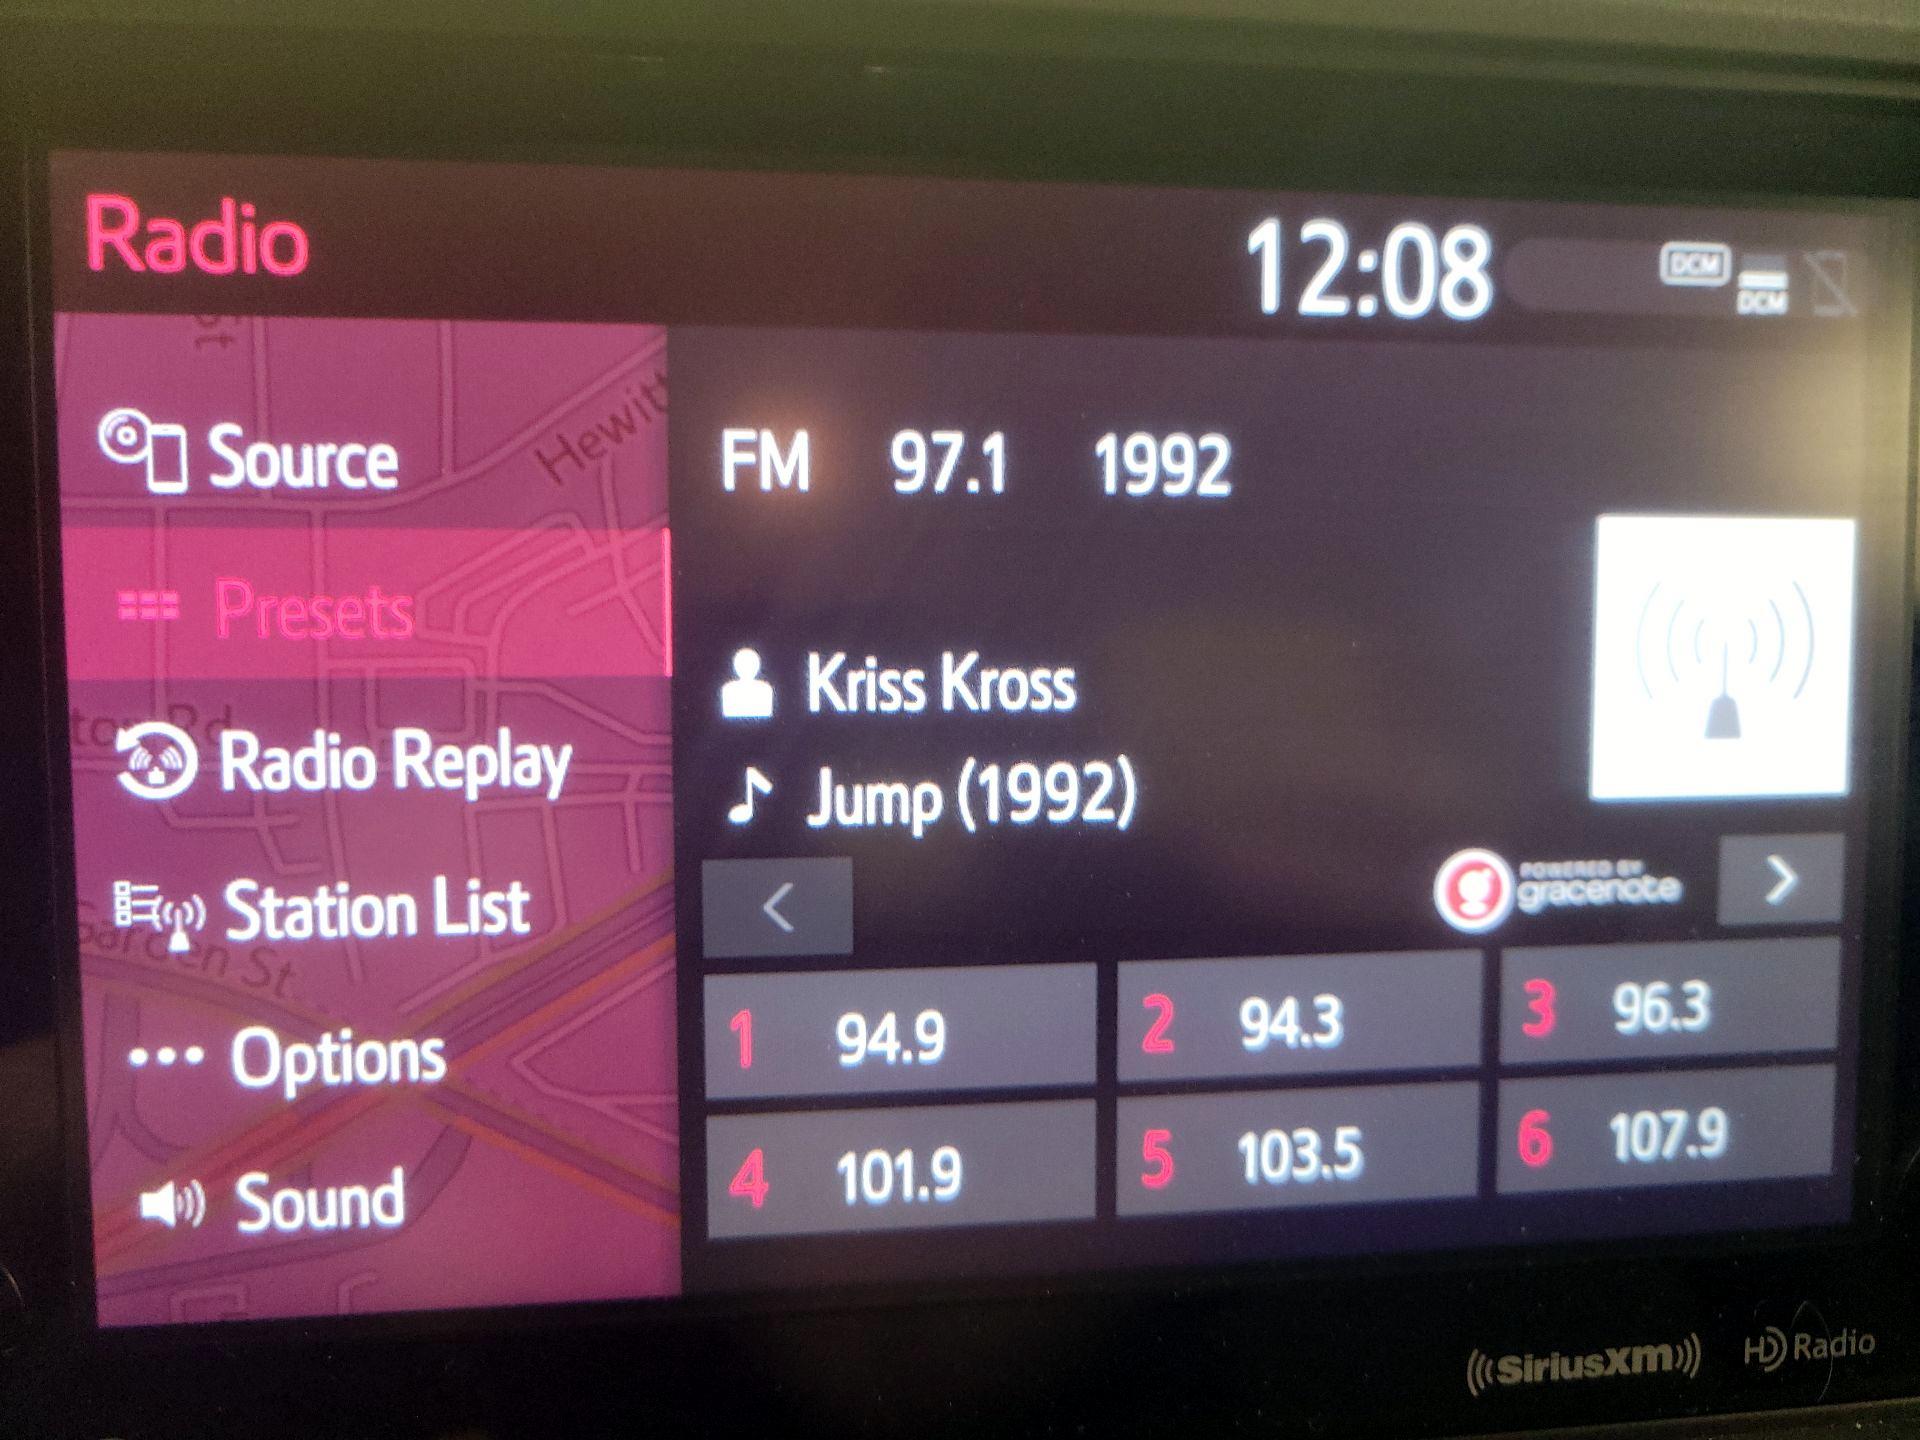 Radio
12:08
DCM
DCM
Hewitt
Source
FM 97.1 1992
Presets
Kriss Kross
Rd
Radio Replay
Jump (1992)
POWERED BY
gracenote
Station List
Garden St
1 94.9
2 94.3
3 96.3
Options
4 101.9
5 103.5
6 107.9
Sound
SiriusXM
HD Radio